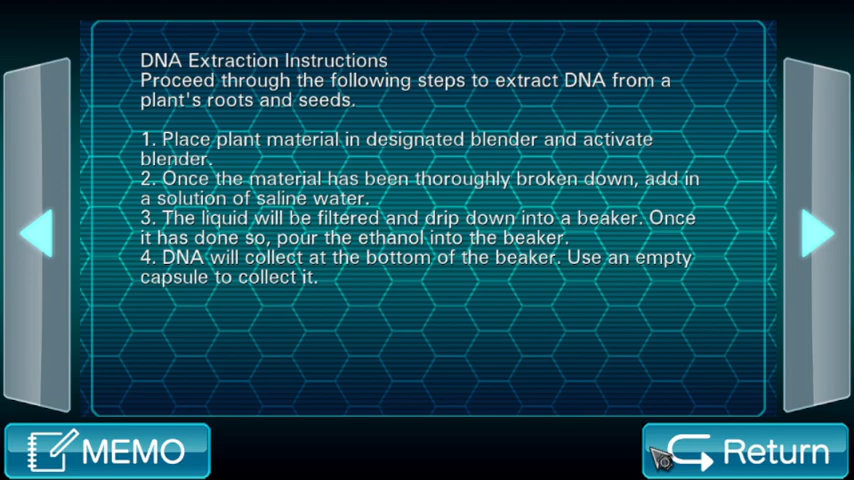 DNA Extraction Instructions
Proceed through the following steps to extract DNA from a
plant's roots and seeds.
1. Place plant material in designated blender and activate
blender.
2. Once the material has been thoroughly broken down, add in
a solution of saline water.
3. The liquid will be filtered and drip down into a beaker. Once
it has done so, pour the ethanol into the beaker.
4. DNA will collect at the bottom of the beaker. Use an empty
capsule to collect it.
MEMO
Return